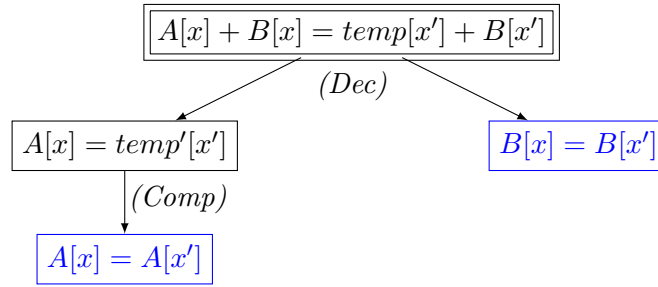 A[x] + B[x] = temp[x′] + B[x′]
(Dec)
A[x] = temp′[x′]
B[x] = B[x′]
(Comp)
A[x] = A[x′]